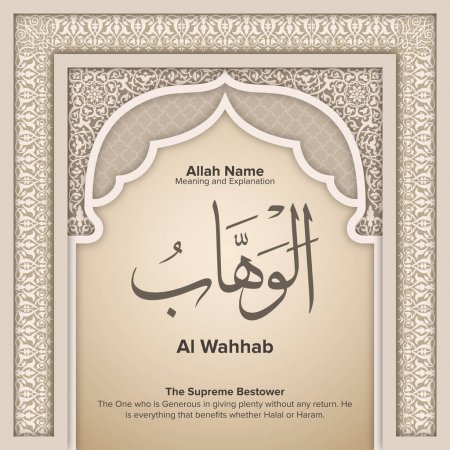 Allah Name
Meaning and Explanation
الْوَهَّابُ
Al Wahhab
The Supreme Bestower
The One who is Generous in giving plenty without any return. He
is everything that benefits whether Halal or Haram.